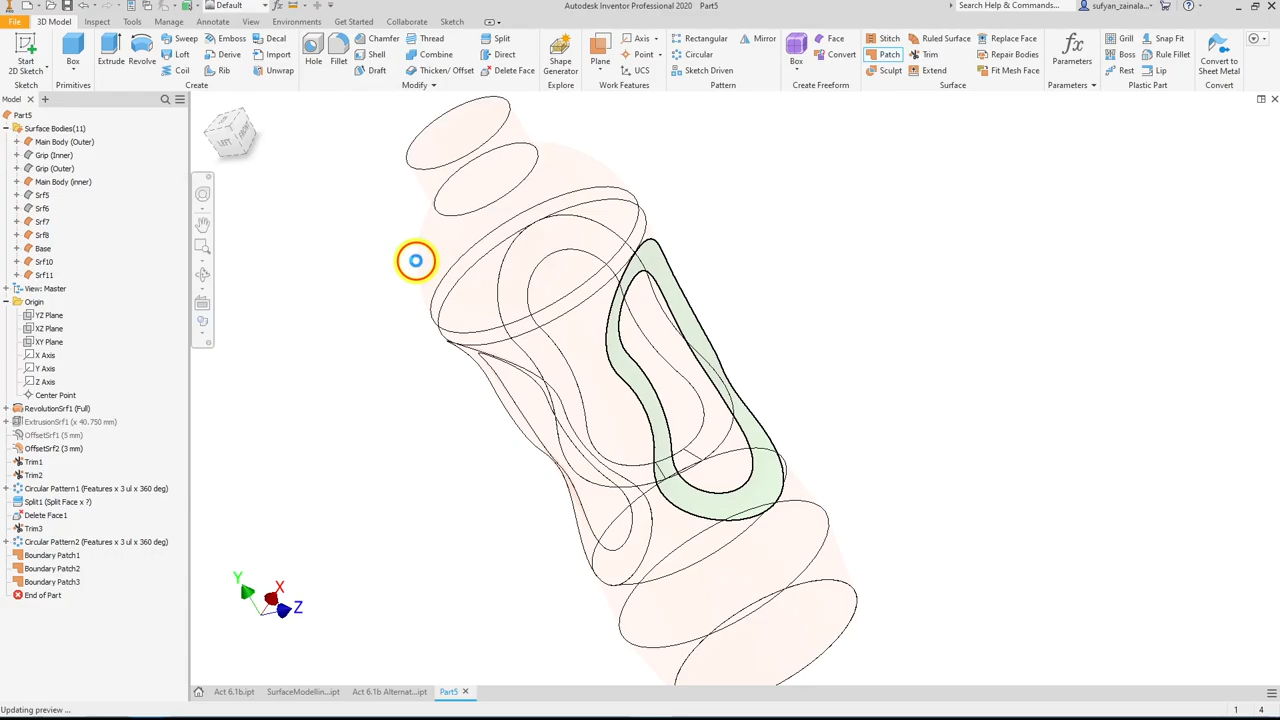 Default
Autodesk Inventor Professional 2020   Part5
Search Help & Commands...
sufyan_zainala...
File
3D Model
Inspect
Tools
Manage
Annotate
View
Environments
Get Started
Collaborate
Sketch
Start 2D Sketch
Box
Primitives
Extrude
Revolve
Sweep
Loft
Coil
Emboss
Derive
Rib
Decal
Import
Unwrap
Create
Hole
Fillet
Chamfer
Shell
Draft
Thread
Combine
Thicken/ Offset
Split
Direct
Delete Face
Modify
Shape Generator
Explore
Plane
Axis
Point
UCS
Work Features
Rectangular
Circular
Sketch Driven
Mirror
Pattern
Box
Face
Convert
Create Freeform
Stitch
Patch
Sculpt
Ruled Surface
Trim
Extend
Replace Face
Repair Bodies
Fit Mesh Face
Surface
Parameters
Parameters
Grill
Boss
Rest
Snap Fit
Rule Fillet
Lip
Plastic Part
Convert to Sheet Metal
Convert
Model
Part5
Surface Bodies(11)
Main Body (Outer)
Grip (Inner)
Grip (Outer)
Main Body (inner)
Srf5
Srf6
Srf7
Srf8
Base
Srf10
Srf11
View: Master
Origin
YZ Plane
XZ Plane
XY Plane
X Axis
Y Axis
Z Axis
Center Point
RevolutionSrf1 (Full)
ExtrusionSrf1 (x 40.750 mm)
OffsetSrf1 (5 mm)
OffsetSrf2 (3 mm)
Trim1
Trim2
Circular Pattern1 (Features x 3 ul x 360 deg)
Split1 (Split Face x ?)
Delete Face1
Trim3
Circular Pattern2 (Features x 3 ul x 360 deg)
Boundary Patch1
Boundary Patch2
Boundary Patch3
End of Part
LEFT
FRONT
Y
X
Z
Act 6.1b.ipt
SurfaceModellin...ipt
Act 6.1b Alternat...ipt
Part5
Updating preview ...
1 4